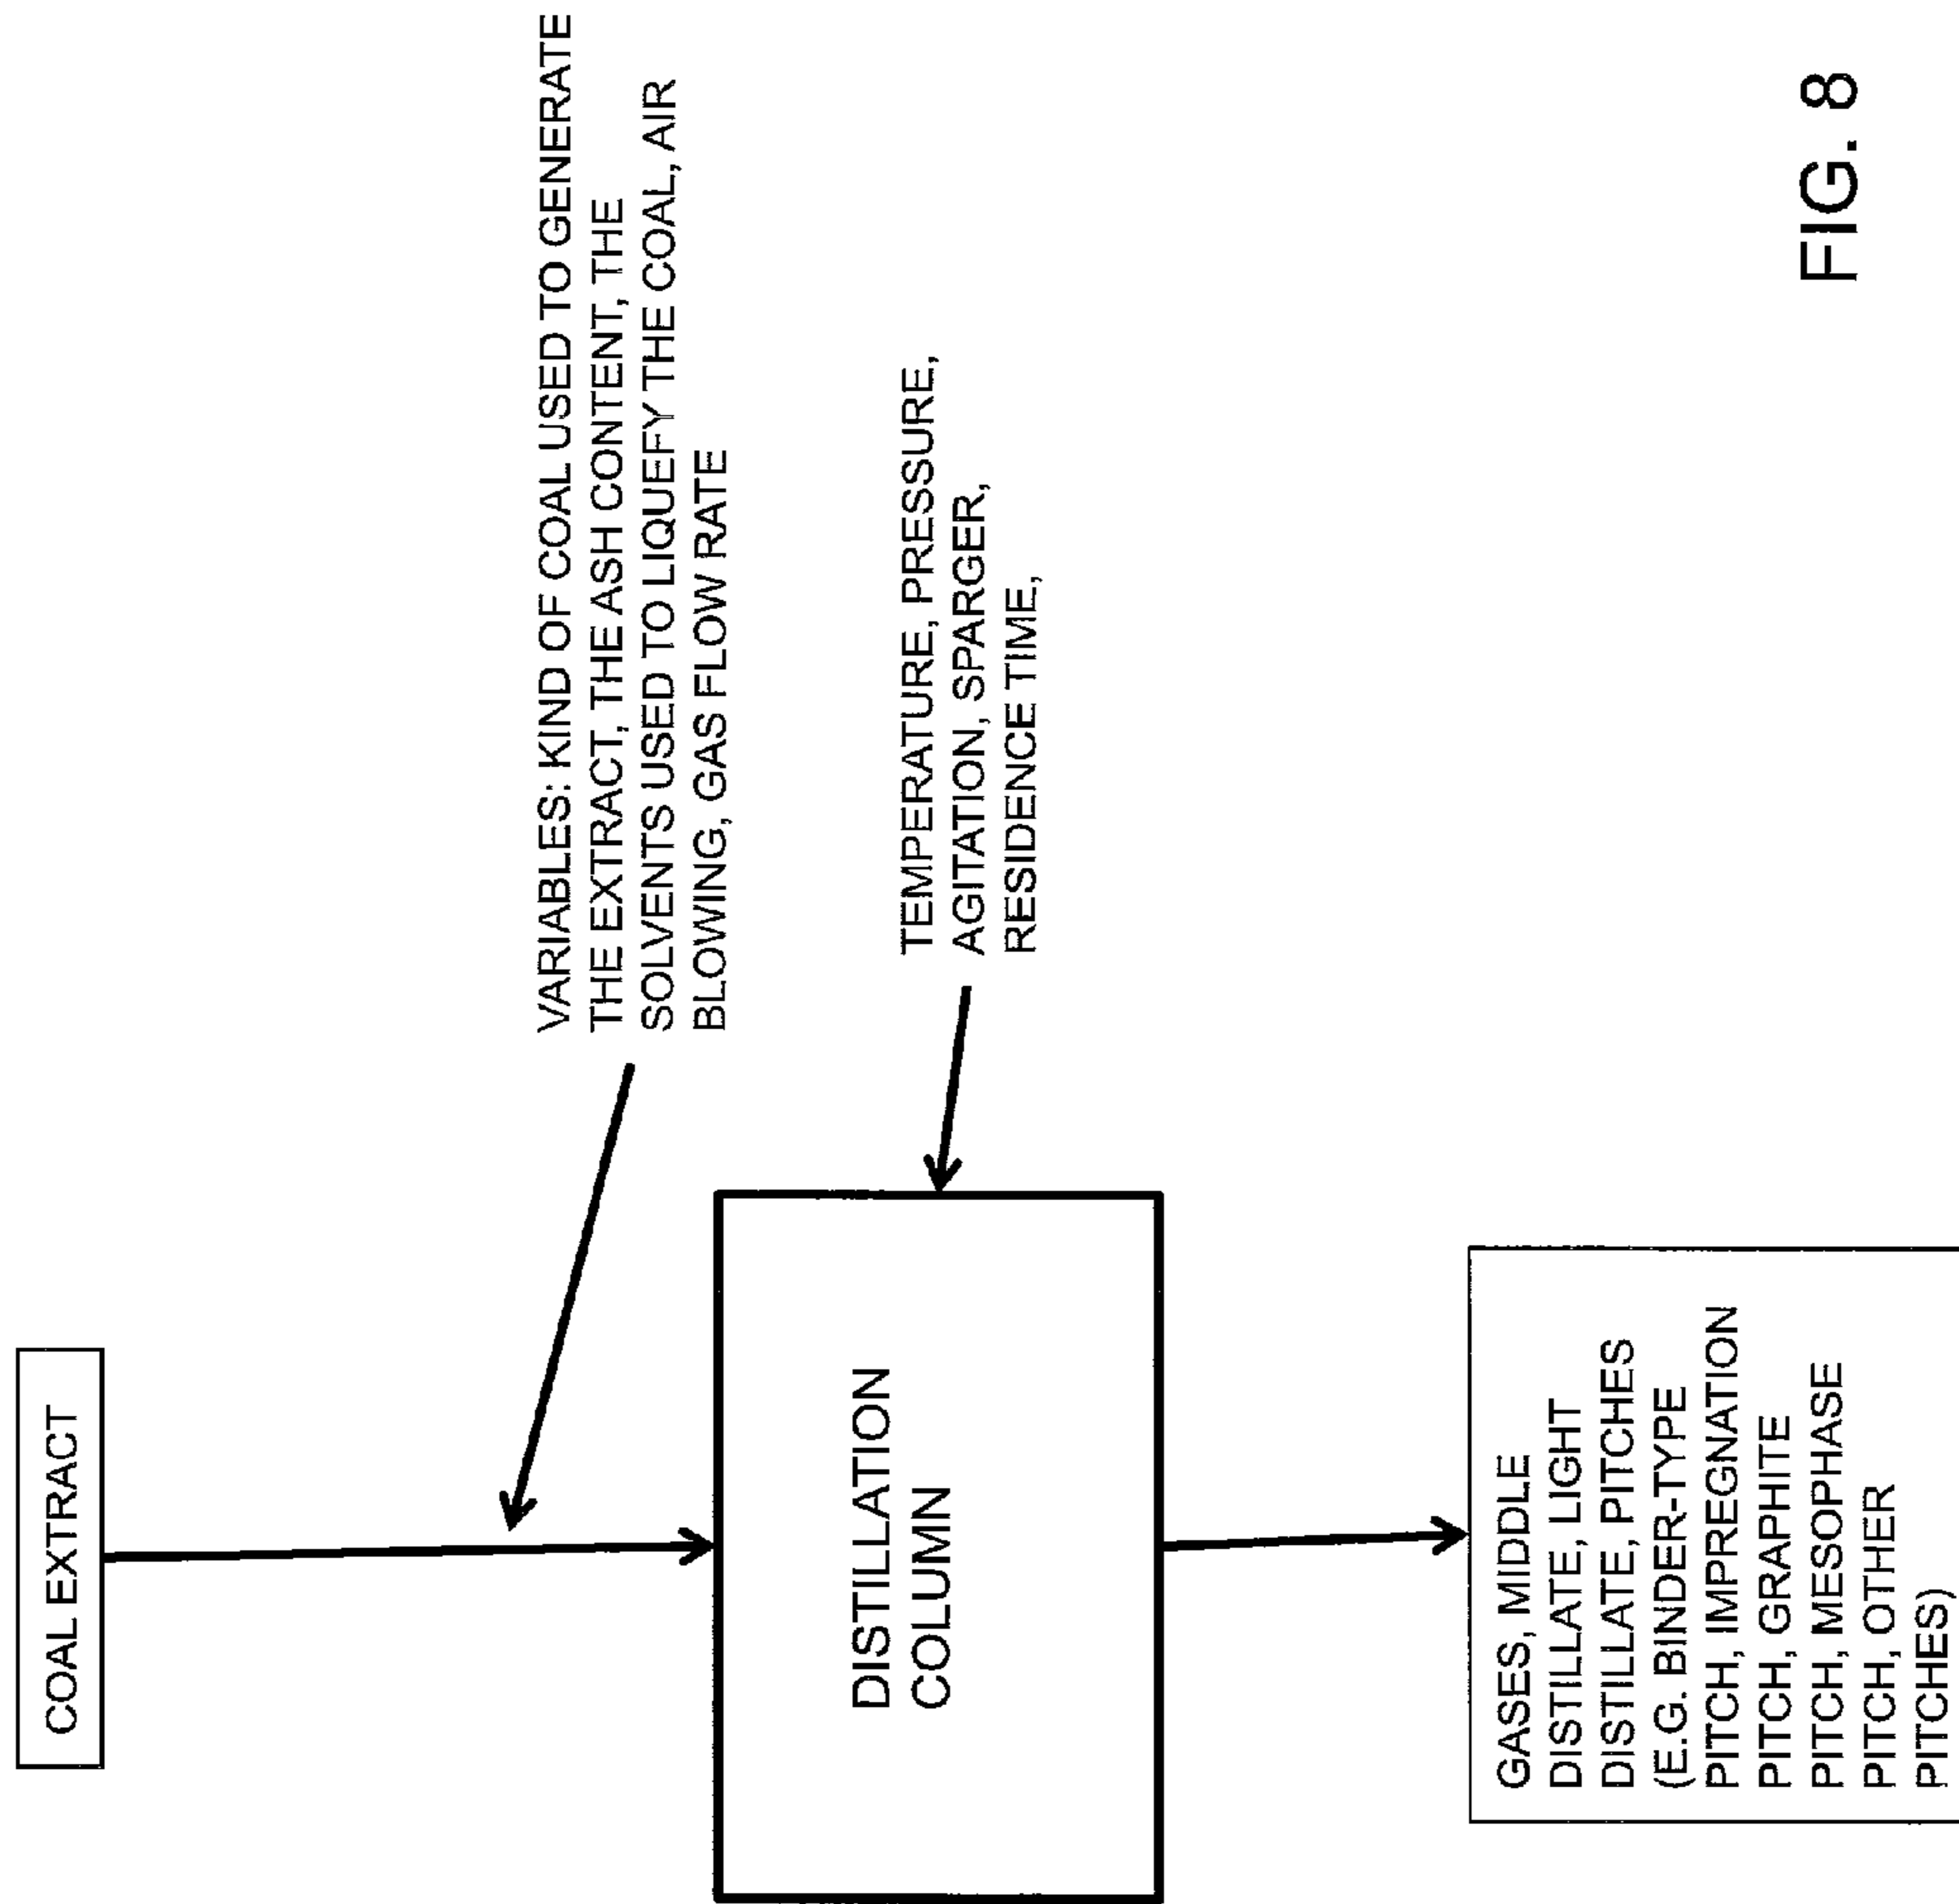 COAL EXTRACT
VARIABLES: KIND OF COAL USED TO GENERATE
THE EXTRACT, THE ASH CONTENT, THE
SOLVENTS USED TO LIQUEFY THE COAL, AIR
BLOWING, GAS FLOW RATE
DISTILLATION
COLUMN
TEMPERATURE, PRESSURE,
AGITATION, SPARGER,
RESIDENCE TIME,
GASES, MIDDLE
DISTILLATE, LIGHT
DISTILLATE, PITCHES
(E.G. BINDER-TYPE
PITCH, IMPREGNATION
PITCH, GRAPHITE
PITCH, MESOPHASE
PITCH, OTHER
PITCHES)
FIG. 8